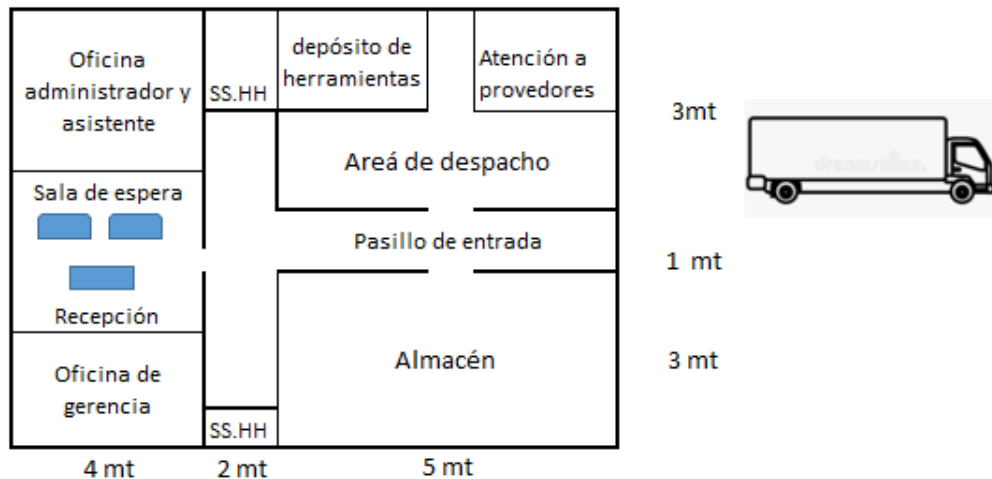 Oficina
administrador y
asistente
SS.HH
depósito de
herramientas
Atención a
provedores
3mt
dreamstime.
Areá de despacho
Sala de espera
Pasillo de entrada
1 mt
Recepción
Almacén
3 mt
Oficina de
gerencia
SS.HH
4 mt
2 mt
5 mt